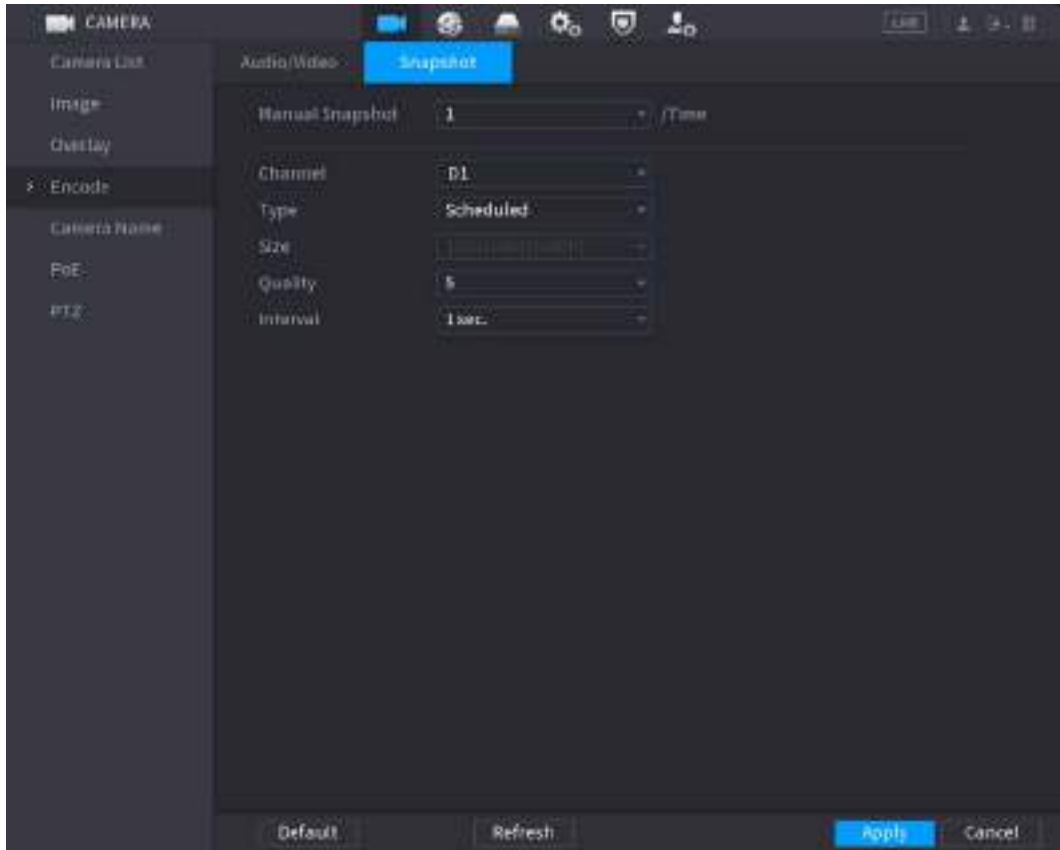 CAMERA
LIVE
Camera List
Audio/Video
Snapshot
Image
Manual Snapshot 1 /Time
Overlay
Channel D1
Encode
Type Scheduled
Camera Name
Size
PoE
Quality 5
PTZ
Interval 1 sec.
Default Refresh Apply Cancel